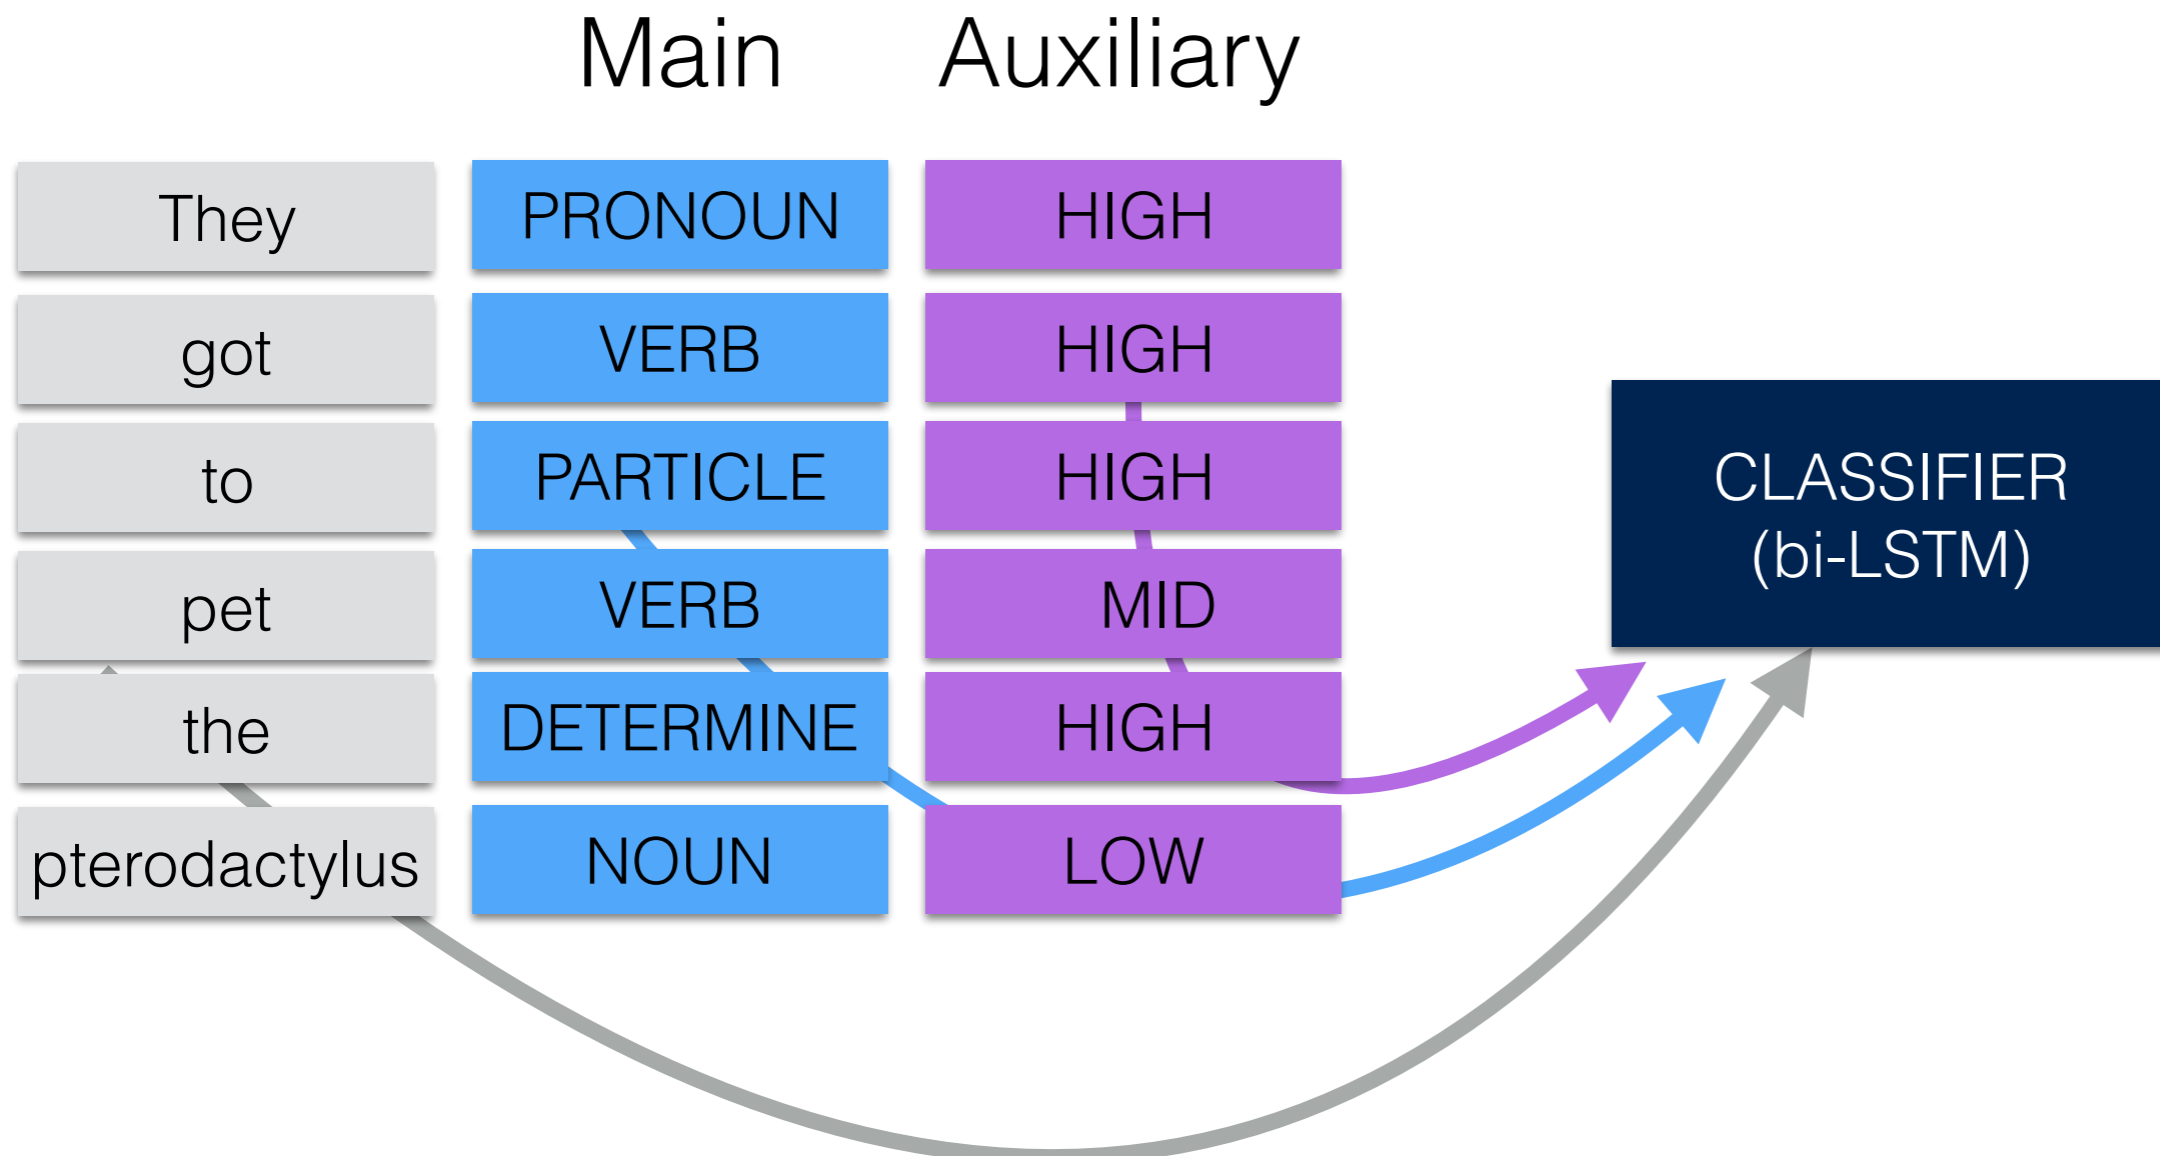 Main Auxiliary
They PRONOUN HIGH
got VERB HIGH
to PARTICLE HIGH
pet VERB MID
the DETERMINE HIGH
pterodactylus NOUN LOW
CLASSIFIER
(bi-LSTM)